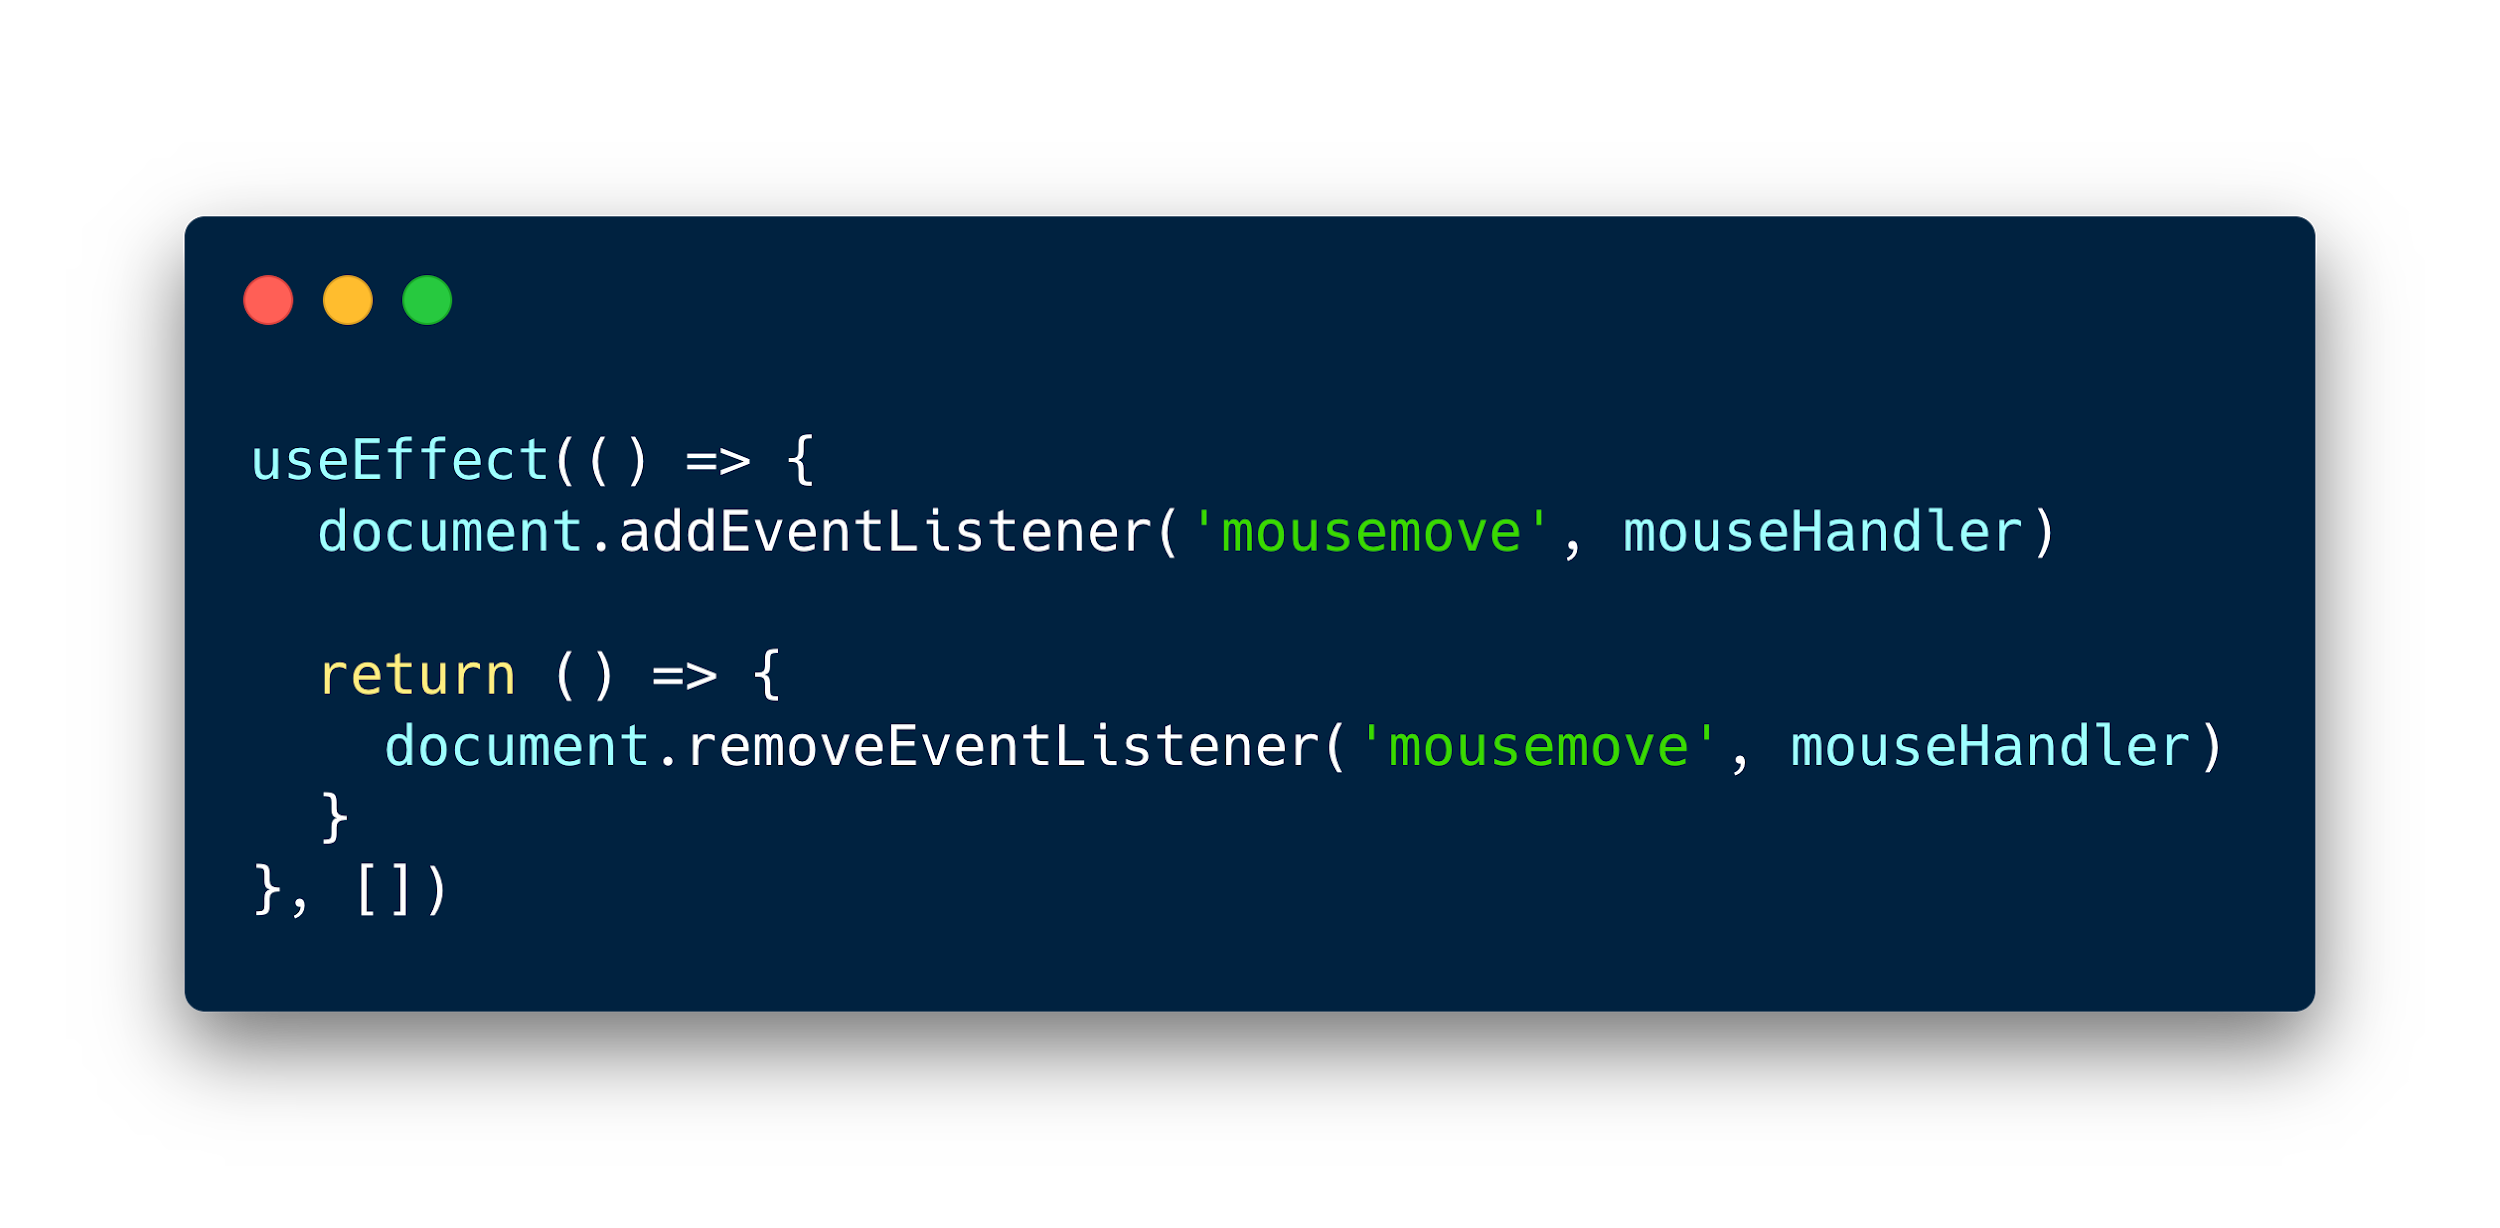 useEffect(() => {
  document.addEventListener('mousemove', mouseHandler)

  return () => {
    document.removeEventListener('mousemove', mouseHandler)
  }
}, [])